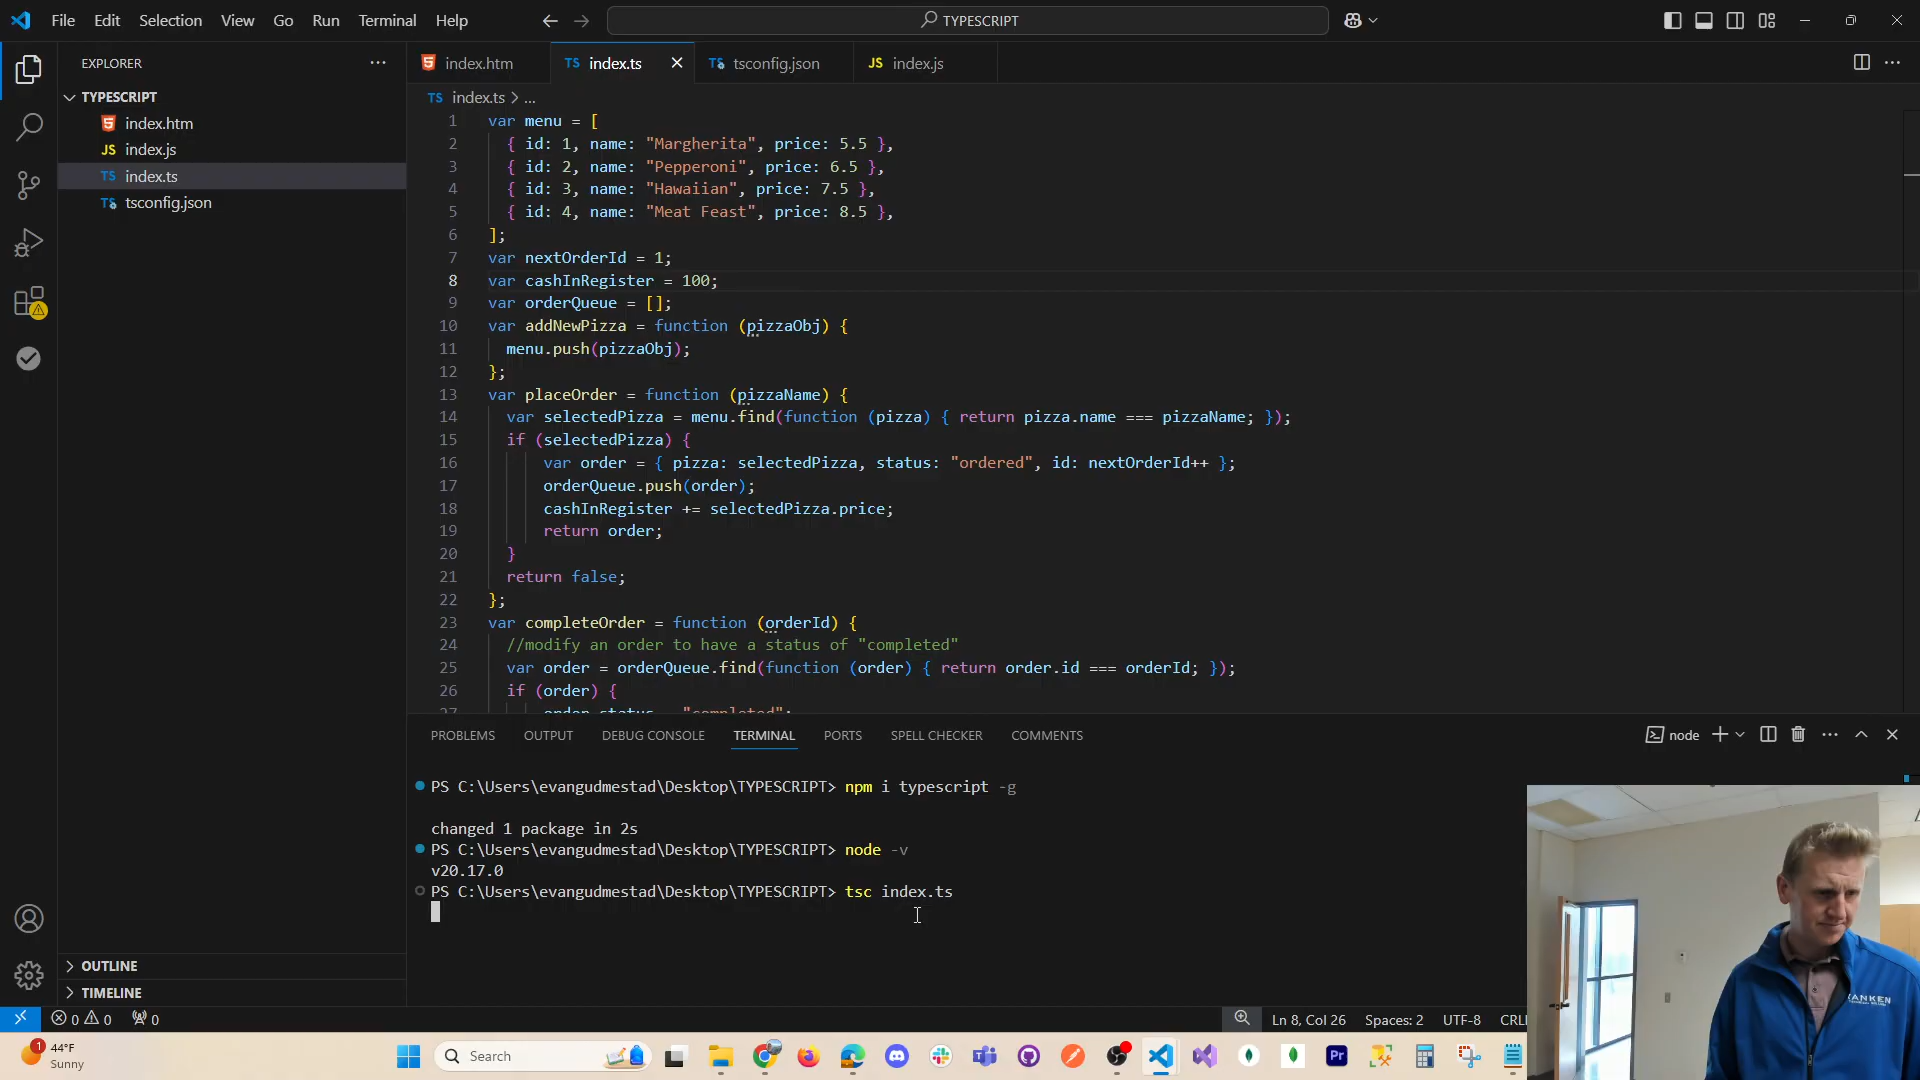 File Edit Selection View Go Run Terminal Help
TYPESCRIPT
EXPLORER
TYPESCRIPT
index.htm
JS index.js
TS index.ts
TS tsconfig.json
OUTLINE
TIMELINE
index.htm
TS index.ts
TS tsconfig.json
JS index.js
TS index.ts > ...
1 var menu = [
2 { id: 1, name: "Margherita", price: 5.5 },
3 { id: 2, name: "Pepperoni", price: 6.5 },
4 { id: 3, name: "Hawaiian", price: 7.5 },
5 { id: 4, name: "Meat Feast", price: 8.5 },
6 ];
7 var nextOrderId = 1;
8 var cashInRegister = 100;
9 var orderQueue = [];
10 var addNewPizza = function (pizzaObj) {
11 menu.push(pizzaObj);
12 };
13 var placeOrder = function (pizzaName) {
14 var selectedPizza = menu.find(function (pizza) { return pizza.name === pizzaName; });
15 if (selectedPizza) {
16 var order = { pizza: selectedPizza, status: "ordered", id: nextOrderId++ };
17 orderQueue.push(order);
18 cashInRegister += selectedPizza.price;
19 return order;
20 }
21 return false;
22 };
23 var completeOrder = function (orderId) {
24 //modify an order to have a status of "completed"
25 var order = orderQueue.find(function (order) { return order.id === orderId; });
26 if (order) {
27 order.status = "completed";
PROBLEMS OUTPUT DEBUG CONSOLE TERMINAL PORTS SPELL CHECKER COMMENTS
node
PS C:\Users\evangudmestad\Desktop\TYPESCRIPT> npm i typescript -g
changed 1 package in 2s
PS C:\Users\evangudmestad\Desktop\TYPESCRIPT> node -v
v20.17.0
PS C:\Users\evangudmestad\Desktop\TYPESCRIPT> tsc index.ts
0 0 0
Ln 8, Col 26 Spaces: 2 UTF-8 CRL
1
44°F
Sunny
Search
Pr